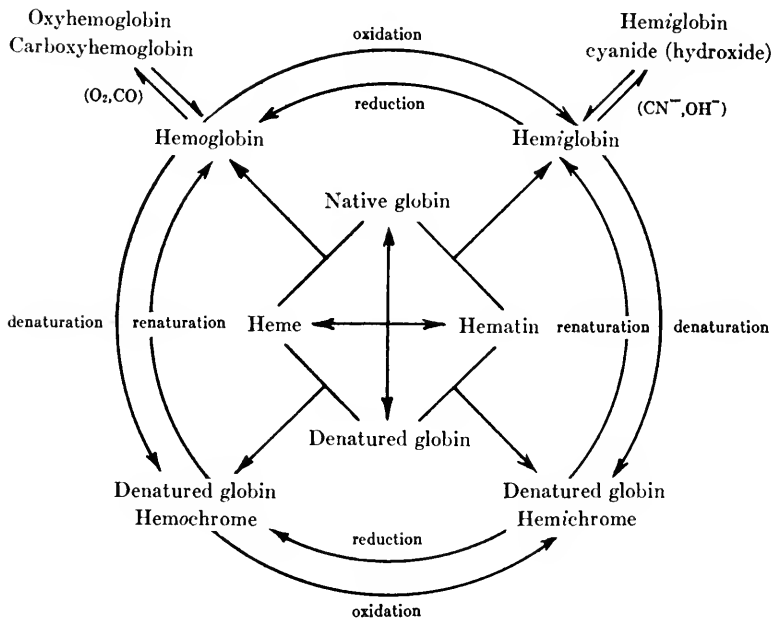 Oxyhemoglobin
Carboxyhemoglobin
(O₂,CO)
oxidation
reduction
Hemiglobin
cyanide (hydroxide)
(CN⁻,OH⁻)
Hemoglobin
Hemiglobin
Native globin
denaturation
renaturation
Heme
Hematin
renaturation
denaturation
Denatured globin
Denatured globin
Hemochrome
Denatured globin
Hemichrome
reduction
oxidation